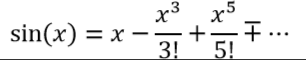 sin(x) = x − x³/3! + x⁵/5! ∓ ⋯